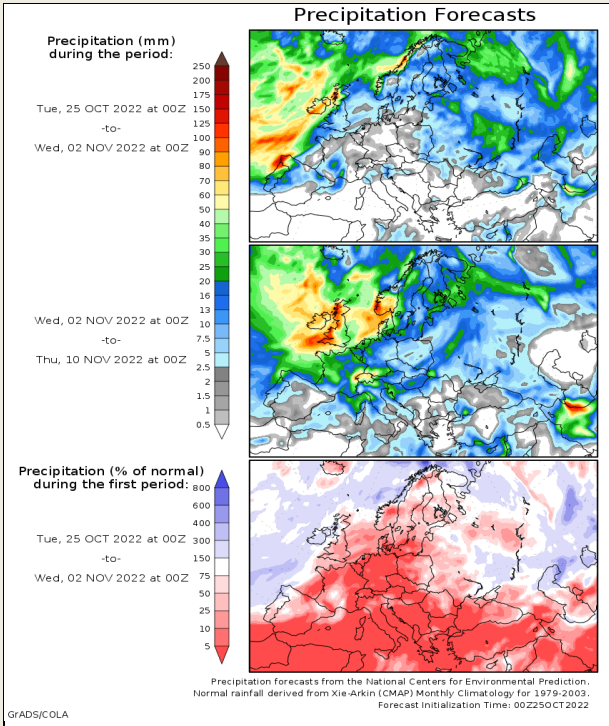 Precipitation Forecasts
Precipitation (mm)
during the period:
Tue, 25 OCT 2022 at 00Z
-to-
Wed, 02 NOV 2022 at 00Z
250
200
175
150
125
100
90
80
70
60
50
40
35
30
25
20
16
13
10
7.5
5
2.5
2
1.5
1
0.5
Wed, 02 NOV 2022 at 00Z
-to-
Thu, 10 NOV 2022 at 00Z
Precipitation (% of normal)
during the first period:
Tue, 25 OCT 2022 at 00Z
-to-
Wed, 02 NOV 2022 at 00Z
800
600
400
300
150
75
50
25
10
5
Precipitation forecasts from the National Centers for Environmental Prediction.
Normal rainfall derived from Xie-Arkin (CMAP) Monthly Climatology for 1979-2003.
Forecast Initialization Time: 00Z25OCT2022
GrADS/COLA